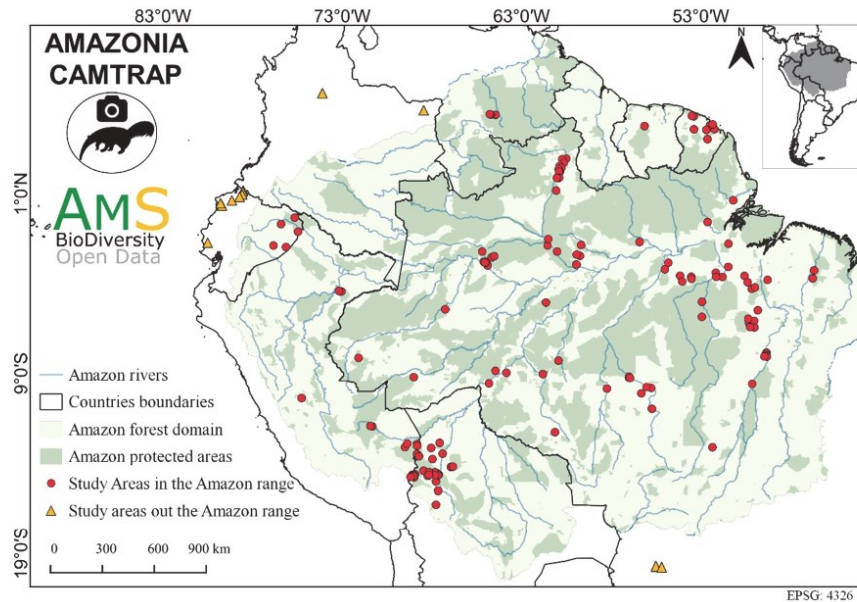 83°0'W 73°0'W 63°0'W 53°0'W
AMAZONIA
CAMTRAP
N
AMS
BioDiversity
Open Data
1°0'N
9°0'S
19°0'S
Amazon rivers
Countries boundaries
Amazon forest domain
Amazon protected areas
Study Areas in the Amazon range
Study areas out the Amazon range
0 300 600 900 km
EPSG: 4326